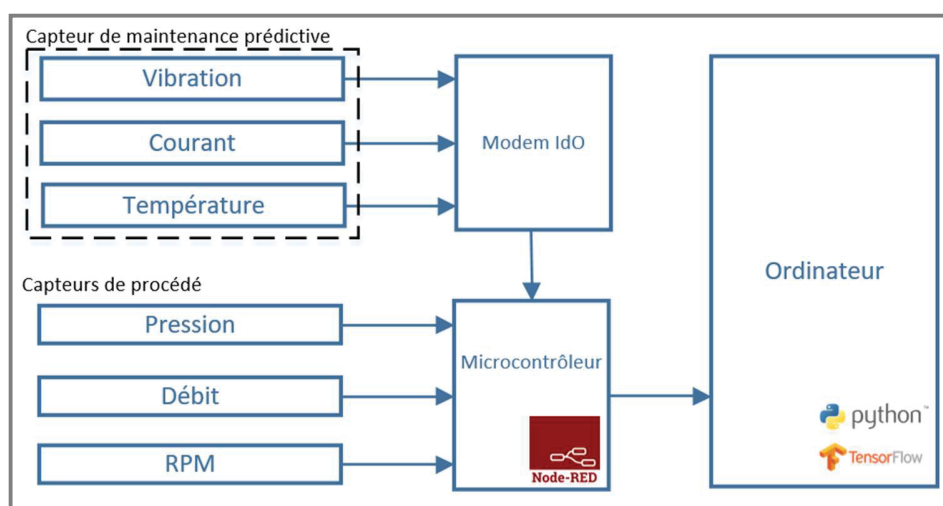 Capteur de maintenance prédictive
Vibration
Courant
Température
Modem IdO
Capteurs de procédé
Pression
Débit
RPM
Microcontrôleur
Node-RED
Ordinateur
python™
TensorFlow